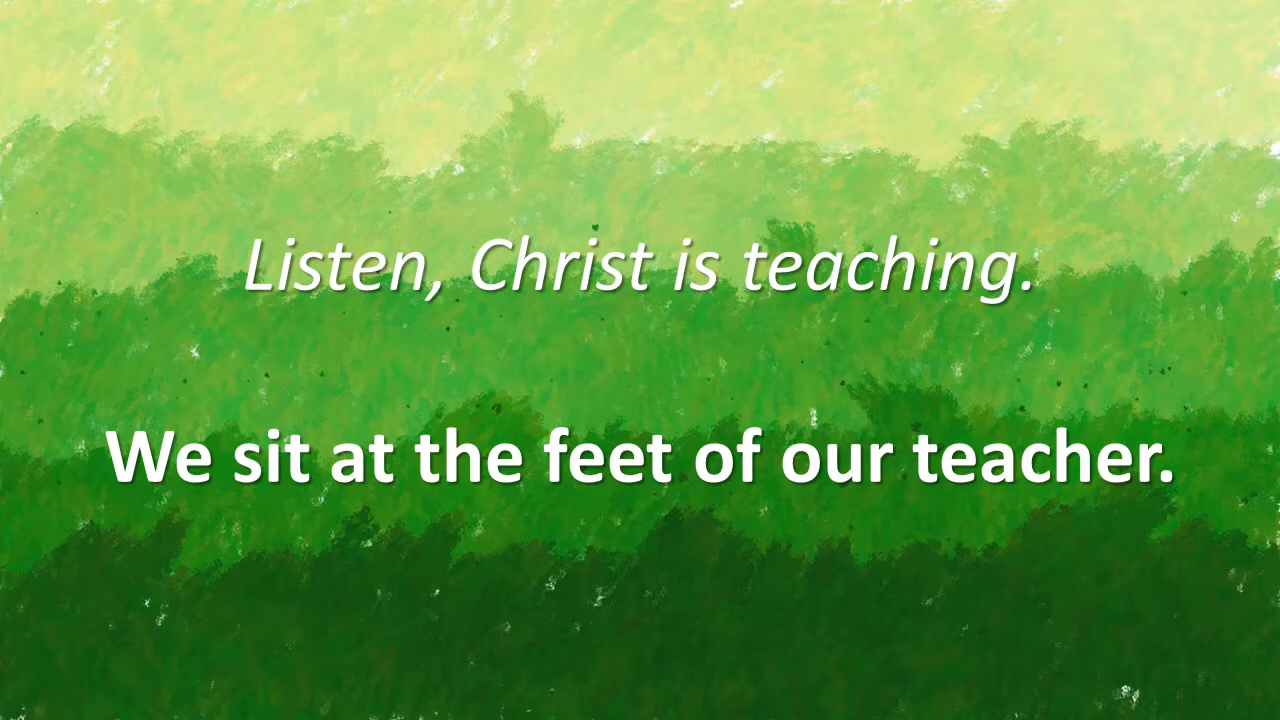 Listen, Christ is teaching.
We sit at the feet of our teacher.